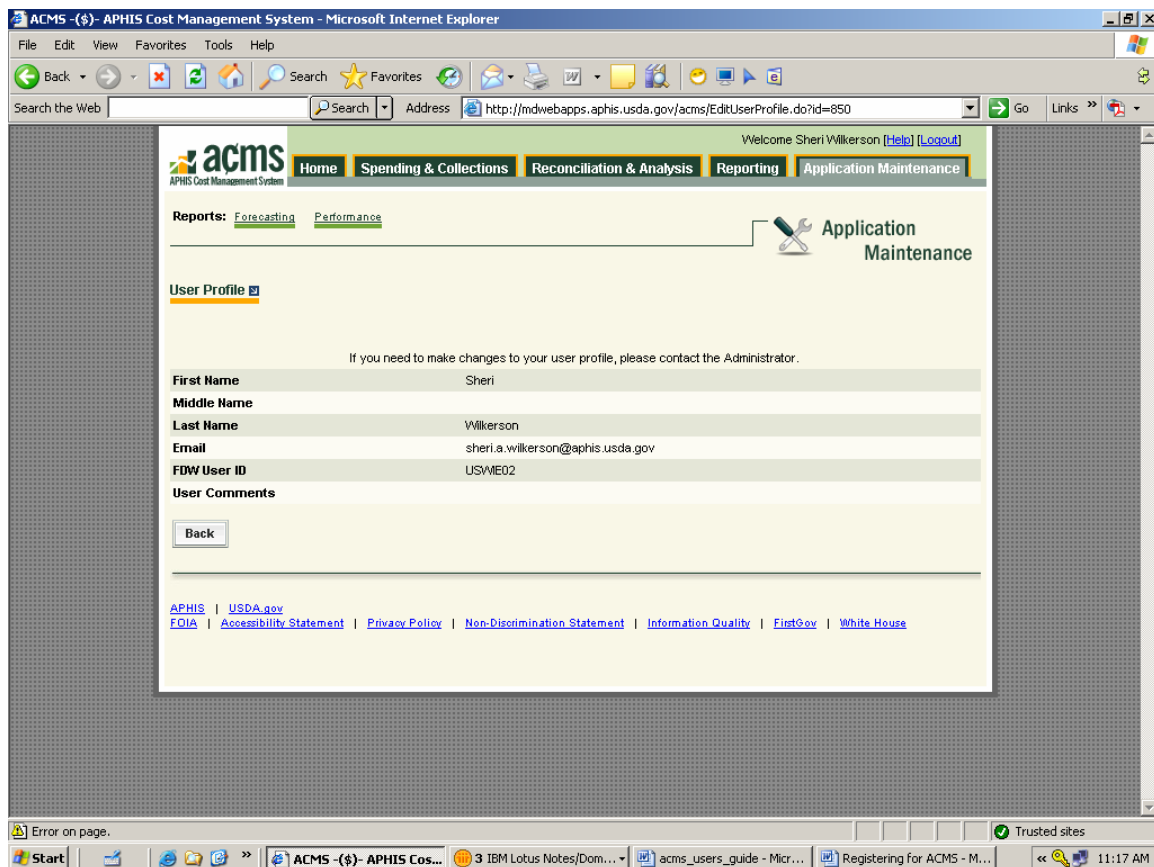 ACMS -($)- APHIS Cost Management System - Microsoft Internet Explorer
File Edit View Favorites Tools Help
Back Search Favorites
Search the Web Search Address http://mdwebapps.aphis.usda.gov/acms/EditUserProfile.do?id=850 Go Links »
Welcome Sheri Wilkerson [Help] [Logout]
acms
APHIS Cost Management System
Home Spending & Collections Reconciliation & Analysis Reporting Application Maintenance
Reports: Forecasting Performance
Application
Maintenance
User Profile
If you need to make changes to your user profile, please contact the Administrator.
First Name Sheri
Middle Name
Last Name Wilkerson
Email sheri.a.wilkerson@aphis.usda.gov
FDW User ID USWIE02
User Comments
Back
APHIS | USDA.gov
FOIA | Accessibility Statement | Privacy Policy | Non-Discrimination Statement | Information Quality | FirstGov | White House
Error on page. Trusted sites
Start » ACMS -($)- APHIS Cos... 3 IBM Lotus Notes/Dom... acms_users_guide - Micr... Registering for ACMS - M... « 11:17 AM